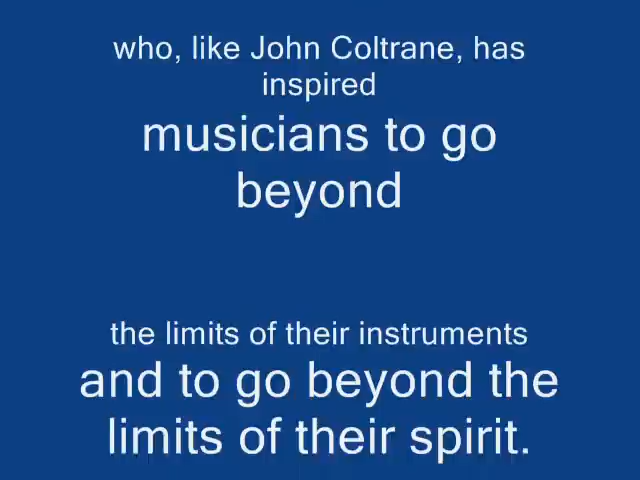 who, like John Coltrane, has
inspired
musicians to go
beyond
the limits of their instruments
and to go beyond the
limits of their spirit.